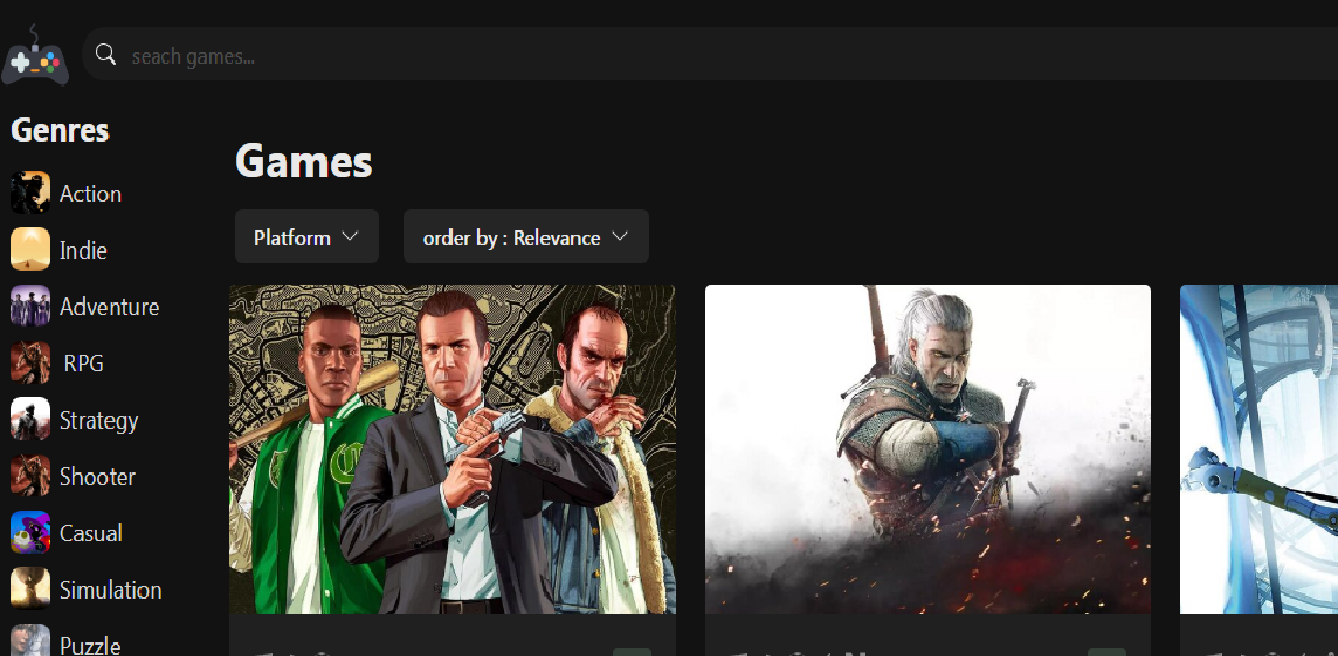 seach games...
Genres
Action
Indie
Adventure
RPG
Strategy
Shooter
Casual
Simulation
Puzzle
Games
Platform
order by : Relevance